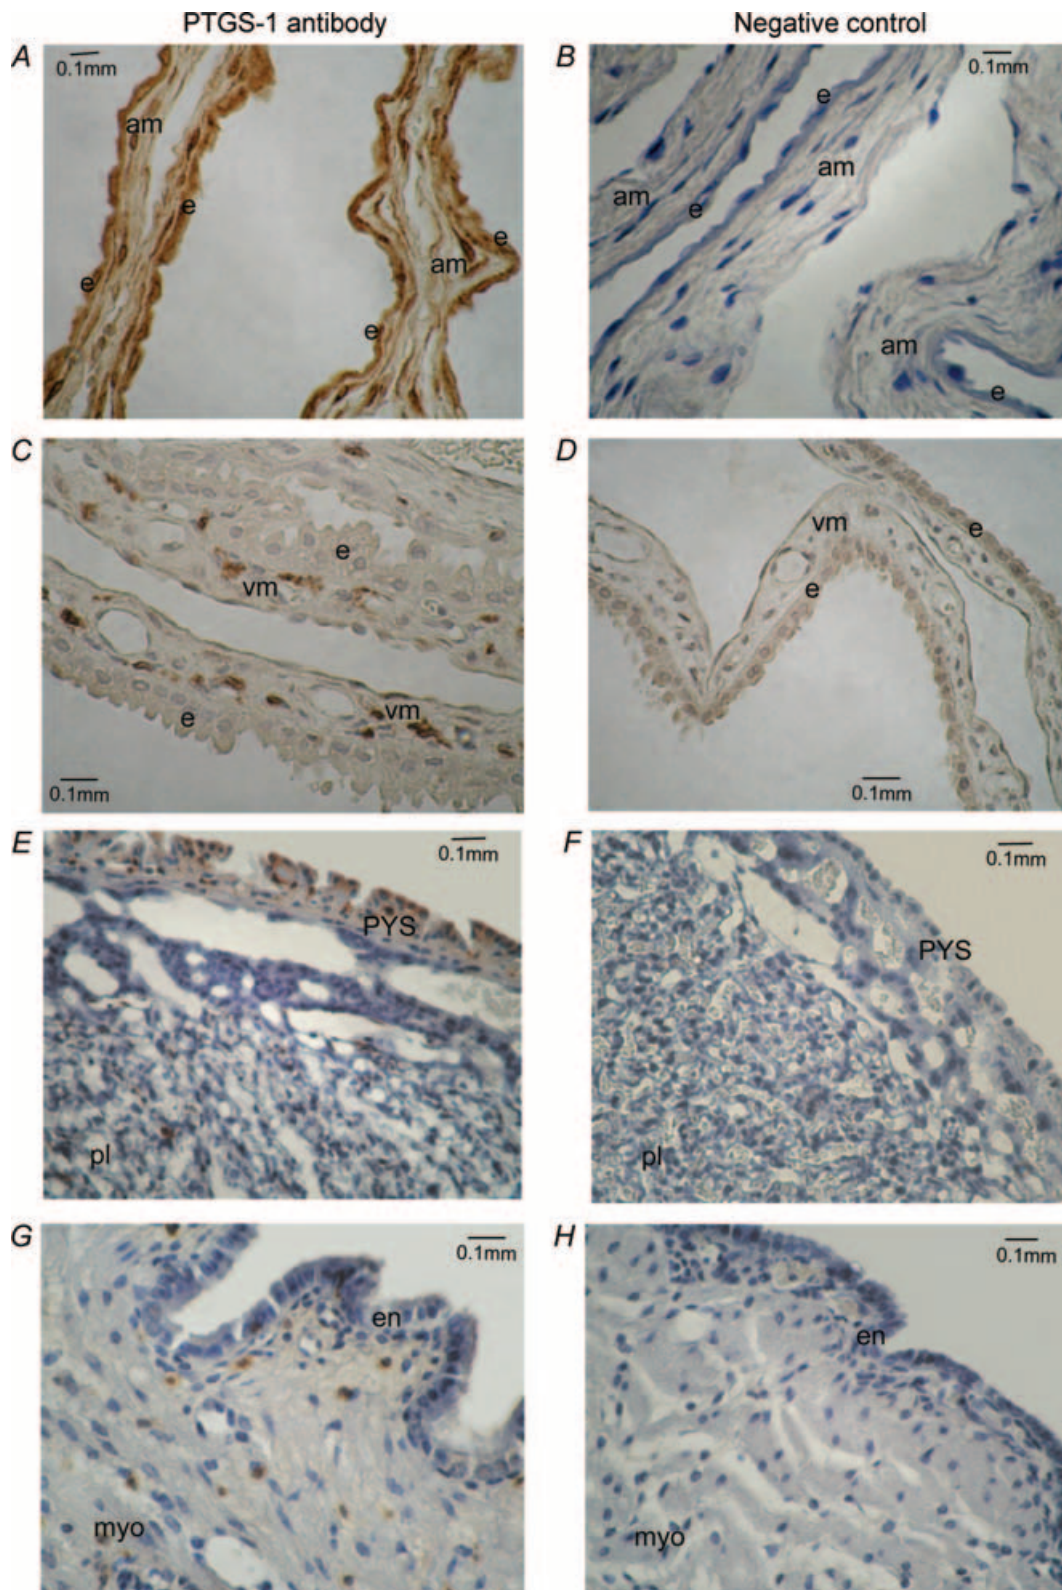 PTGS-1 antibody
Negative control
A
0.1mm
am
e
e
e
am
e
B
0.1mm
e
am
am
e
am
e
C
e
vm
vm
e
0.1mm
D
e
vm
e
0.1mm
E
0.1mm
PYS
pl
F
0.1mm
PYS
pl
G
0.1mm
en
myo
H
0.1mm
en
myo